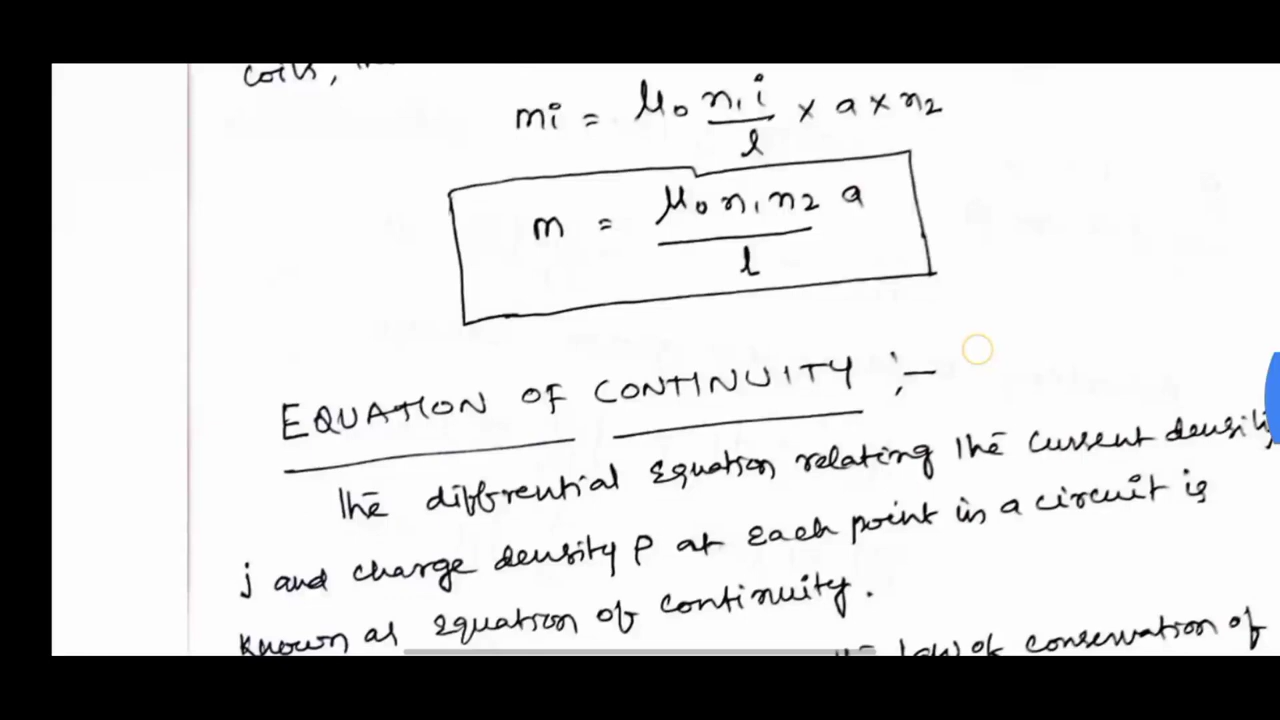 coils,
mi = μ₀ n₁ i / l × a × n₂
m = μ₀ n₁ n₂ a / l
EQUATION OF CONTINUITY :-
The diffrential Equation relating The current density
j and charge density ρ at each point in a circuit is
known as equation of continuity.
law of conservation of